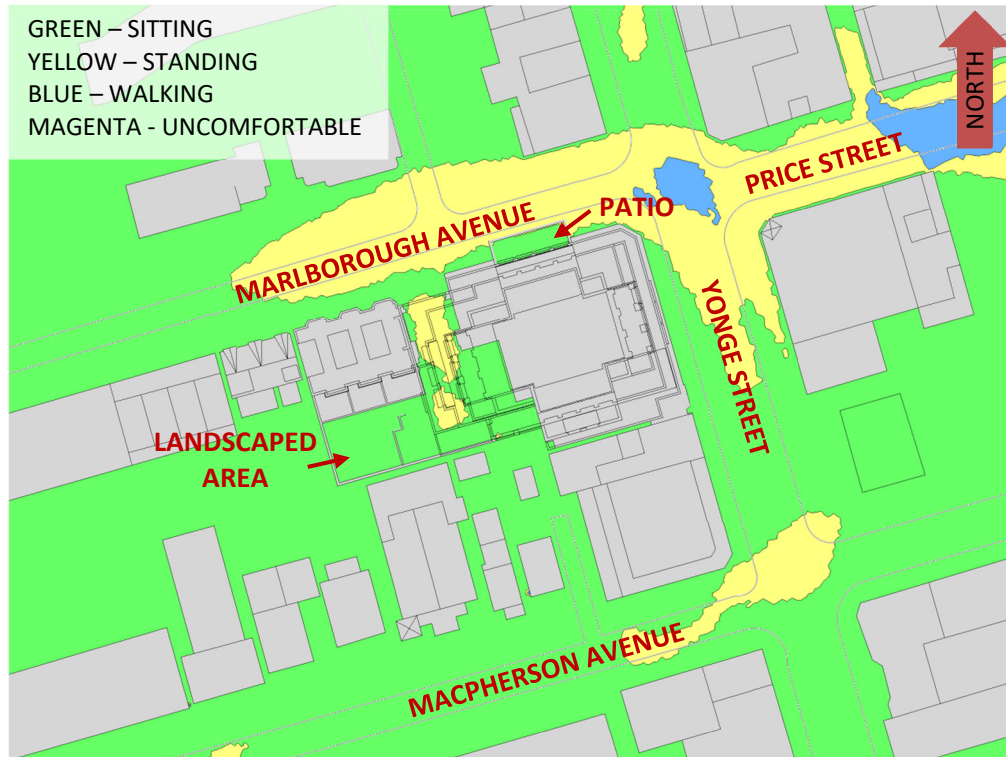 GREEN – SITTING
YELLOW – STANDING
BLUE – WALKING
MAGENTA - UNCOMFORTABLE
NORTH
PRICE STREET
MARLBOROUGH AVENUE
PATIO
YONGE STREET
LANDSCAPED
AREA
MACPHERSON AVENUE